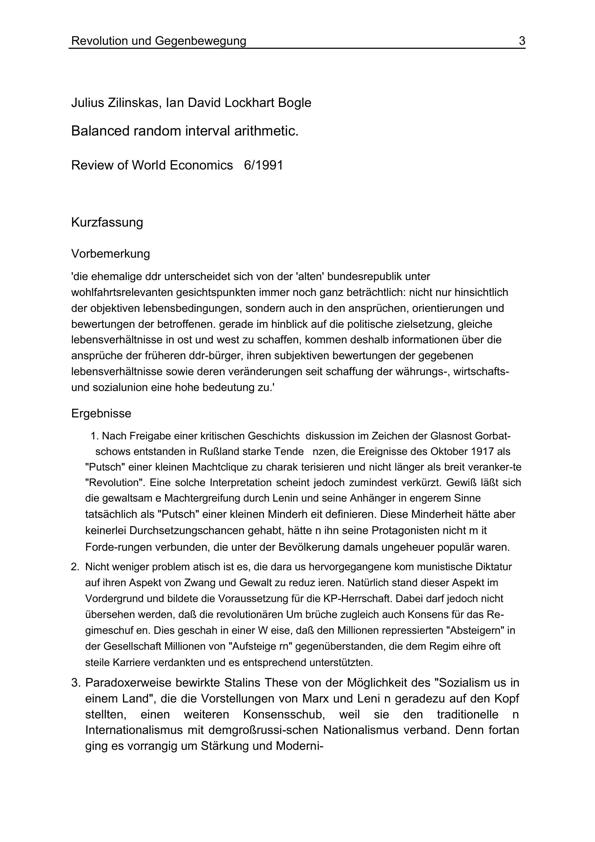 Revolution und Gegenbewegung 3
Julius Zilinskas, Ian David Lockhart Bogle
Balanced random interval arithmetic.
Review of World Economics 6/1991
Kurzfassung
Vorbemerkung
'die ehemalige ddr unterscheidet sich von der 'alten' bundesrepublik unter
wohlfahrtsrelevanten gesichtspunkten immer noch ganz beträchtlich: nicht nur hinsichtlich
der objektiven lebensbedingungen, sondern auch in den ansprüchen, orientierungen und
bewertungen der betroffenen. gerade im hinblick auf die politische zielsetzung, gleiche
lebensverhältnisse in ost und west zu schaffen, kommen deshalb informationen über die
ansprüche der früheren ddr-bürger, ihren subjektiven bewertungen der gegebenen
lebensverhältnisse sowie deren veränderungen seit schaffung der währungs-, wirtschafts-
und sozialunion eine hohe bedeutung zu.'
Ergebnisse
1. Nach Freigabe einer kritischen Geschichts diskussion im Zeichen der Glasnost Gorbat-
schows entstanden in Rußland starke Tende nzen, die Ereignisse des Oktober 1917 als
"Putsch" einer kleinen Machtclique zu charak terisieren und nicht länger als breit veranker-te
"Revolution". Eine solche Interpretation scheint jedoch zumindest verkürzt. Gewiß läßt sich
die gewaltsam e Machtergreifung durch Lenin und seine Anhänger in engerem Sinne
tatsächlich als "Putsch" einer kleinen Minderh eit definieren. Diese Minderheit hätte aber
keinerlei Durchsetzungschancen gehabt, hätte n ihn seine Protagonisten nicht m it
Forde-rungen verbunden, die unter der Bevölkerung damals ungeheuer populär waren.
2. Nicht weniger problem atisch ist es, die dara us hervorgegangene kom munistische Diktatur
auf ihren Aspekt von Zwang und Gewalt zu reduz ieren. Natürlich stand dieser Aspekt im
Vordergrund und bildete die Voraussetzung für die KP-Herrschaft. Dabei darf jedoch nicht
übersehen werden, daß die revolutionären Um brüche zugleich auch Konsens für das Re-
gimeschuf en. Dies geschah in einer W eise, daß den Millionen repressierten "Absteigern" in
der Gesellschaft Millionen von "Aufsteige rn" gegenüberstanden, die dem Regim eihre oft
steile Karriere verdankten und es entsprechend unterstützten.
3. Paradoxerweise bewirkte Stalins These von der Möglichkeit des "Sozialism us in
einem Land", die die Vorstellungen von Marx und Leni n geradezu auf den Kopf
stellten, einen weiteren Konsensschub, weil sie den traditionelle n
Internationalismus mit demgroßrussi-schen Nationalismus verband. Denn fortan
ging es vorrangig um Stärkung und Moderni-